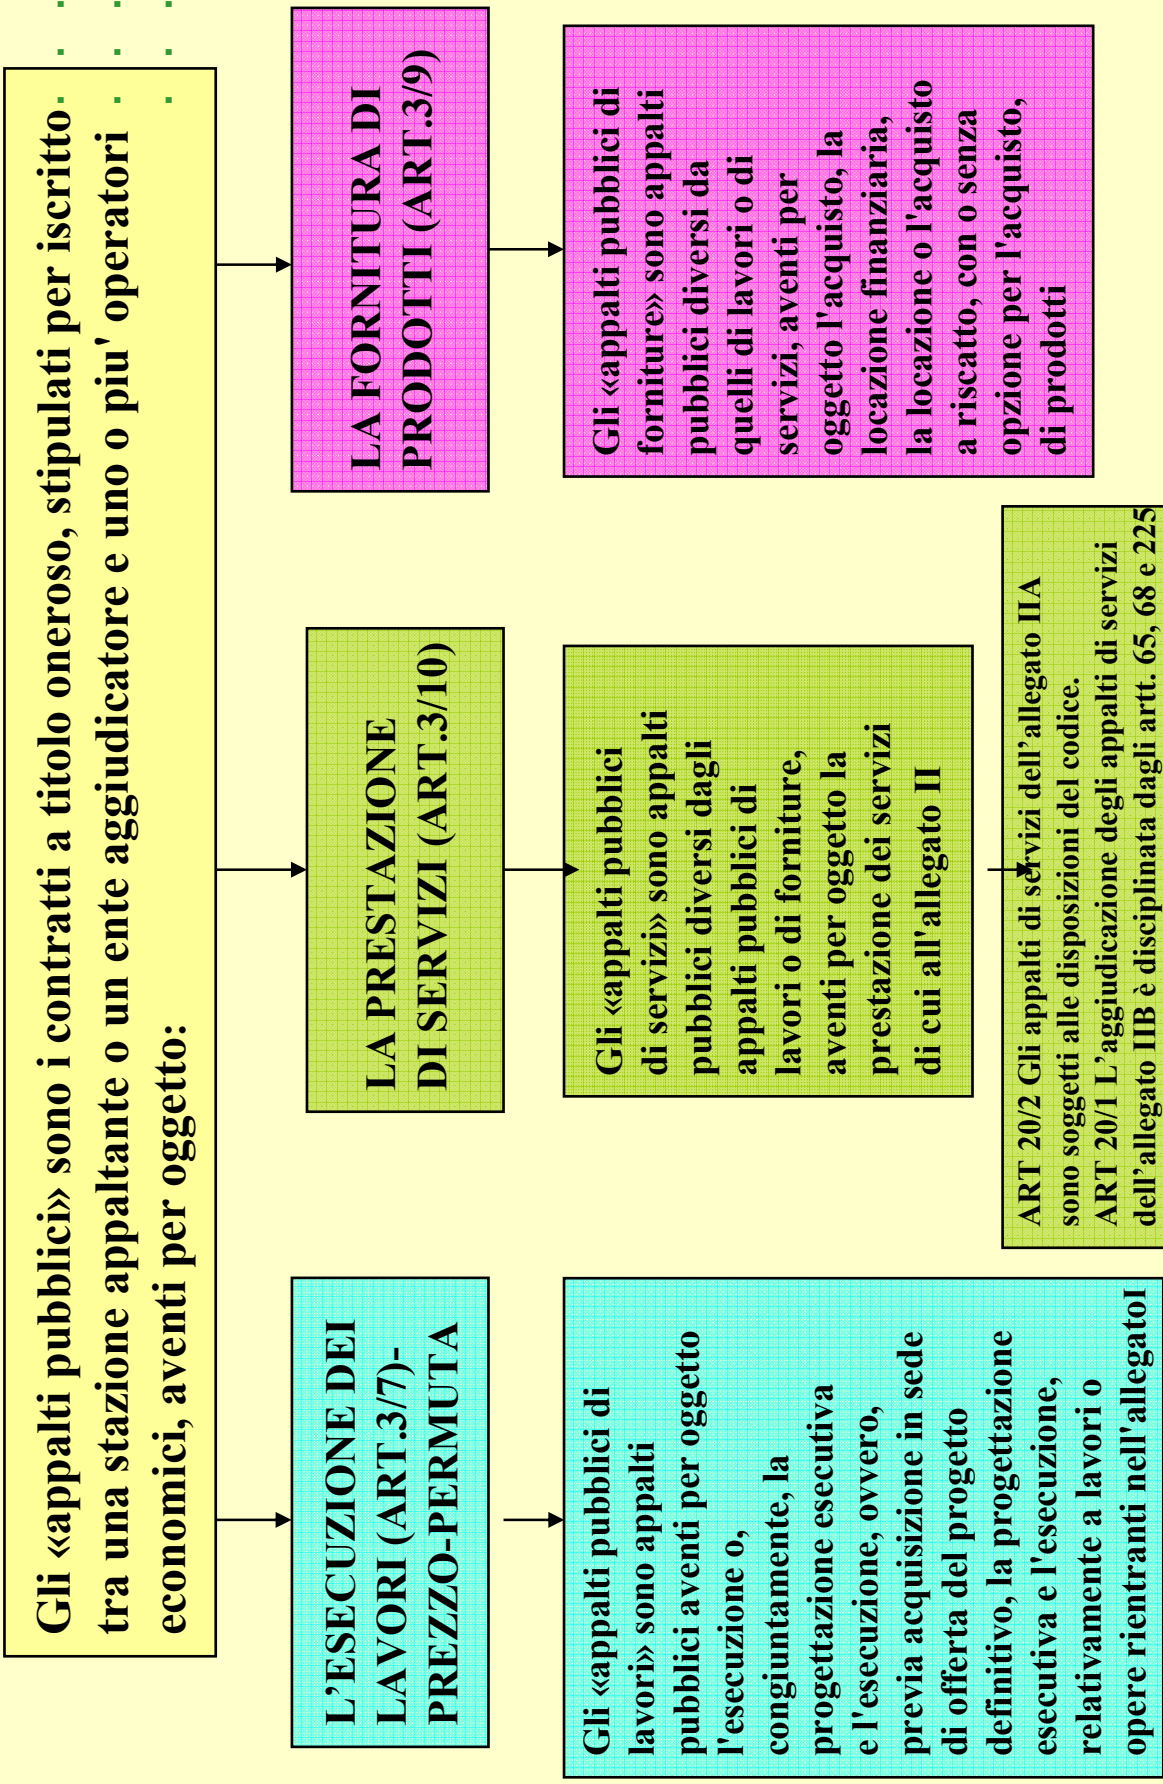 Gli «appalti pubblici» sono i contratti a titolo oneroso, stipulati per iscritto
tra una stazione appaltante o un ente aggiudicatore e uno o piu' operatori
economici, aventi per oggetto:
L'ESECUZIONE DEI
LAVORI (ART.3/7)-
PREZZO-PERMUTA
Gli «appalti pubblici di
lavori» sono appalti
pubblici aventi per oggetto
l'esecuzione o,
congiuntamente, la
progettazione esecutiva
e l'esecuzione, ovvero,
previa acquisizione in sede
di offerta del progetto
definitivo, la progettazione
esecutiva e l'esecuzione,
relativamente a lavori o
opere rientranti nell'allegatoI
LA PRESTAZIONE
DI SERVIZI (ART.3/10)
Gli «appalti pubblici
di servizi» sono appalti
pubblici diversi dagli
appalti pubblici di
lavori o di forniture,
aventi per oggetto la
prestazione dei servizi
di cui all'allegato II
ART 20/2 Gli appalti di servizi dell'allegato IIA
sono soggetti alle disposizioni del codice.
ART 20/1 L'aggiudicazione degli appalti di servizi
dell'allegato IIB è disciplinata dagli artt. 65, 68 e 225
LA FORNITURA DI
PRODOTTI (ART.3/9)
Gli «appalti pubblici di
forniture» sono appalti
pubblici diversi da
quelli di lavori o di
servizi, aventi per
oggetto l'acquisto, la
locazione finanziaria,
la locazione o l'acquisto
a riscatto, con o senza
opzione per l'acquisto,
di prodotti